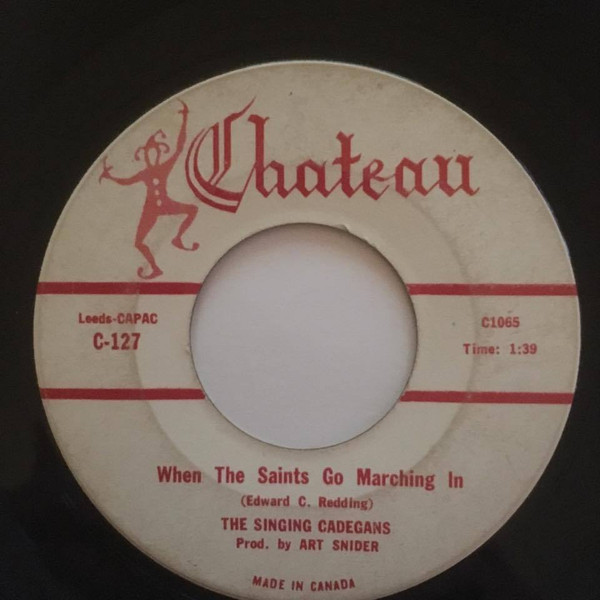 Chateau
Leeds-CAPAC
C-127
C1065
Time: 1:39
When The Saints Go Marching In
(Edward C. Redding)
THE SINGING CADEGANS
Prod. by ART SNIDER
MADE IN CANADA